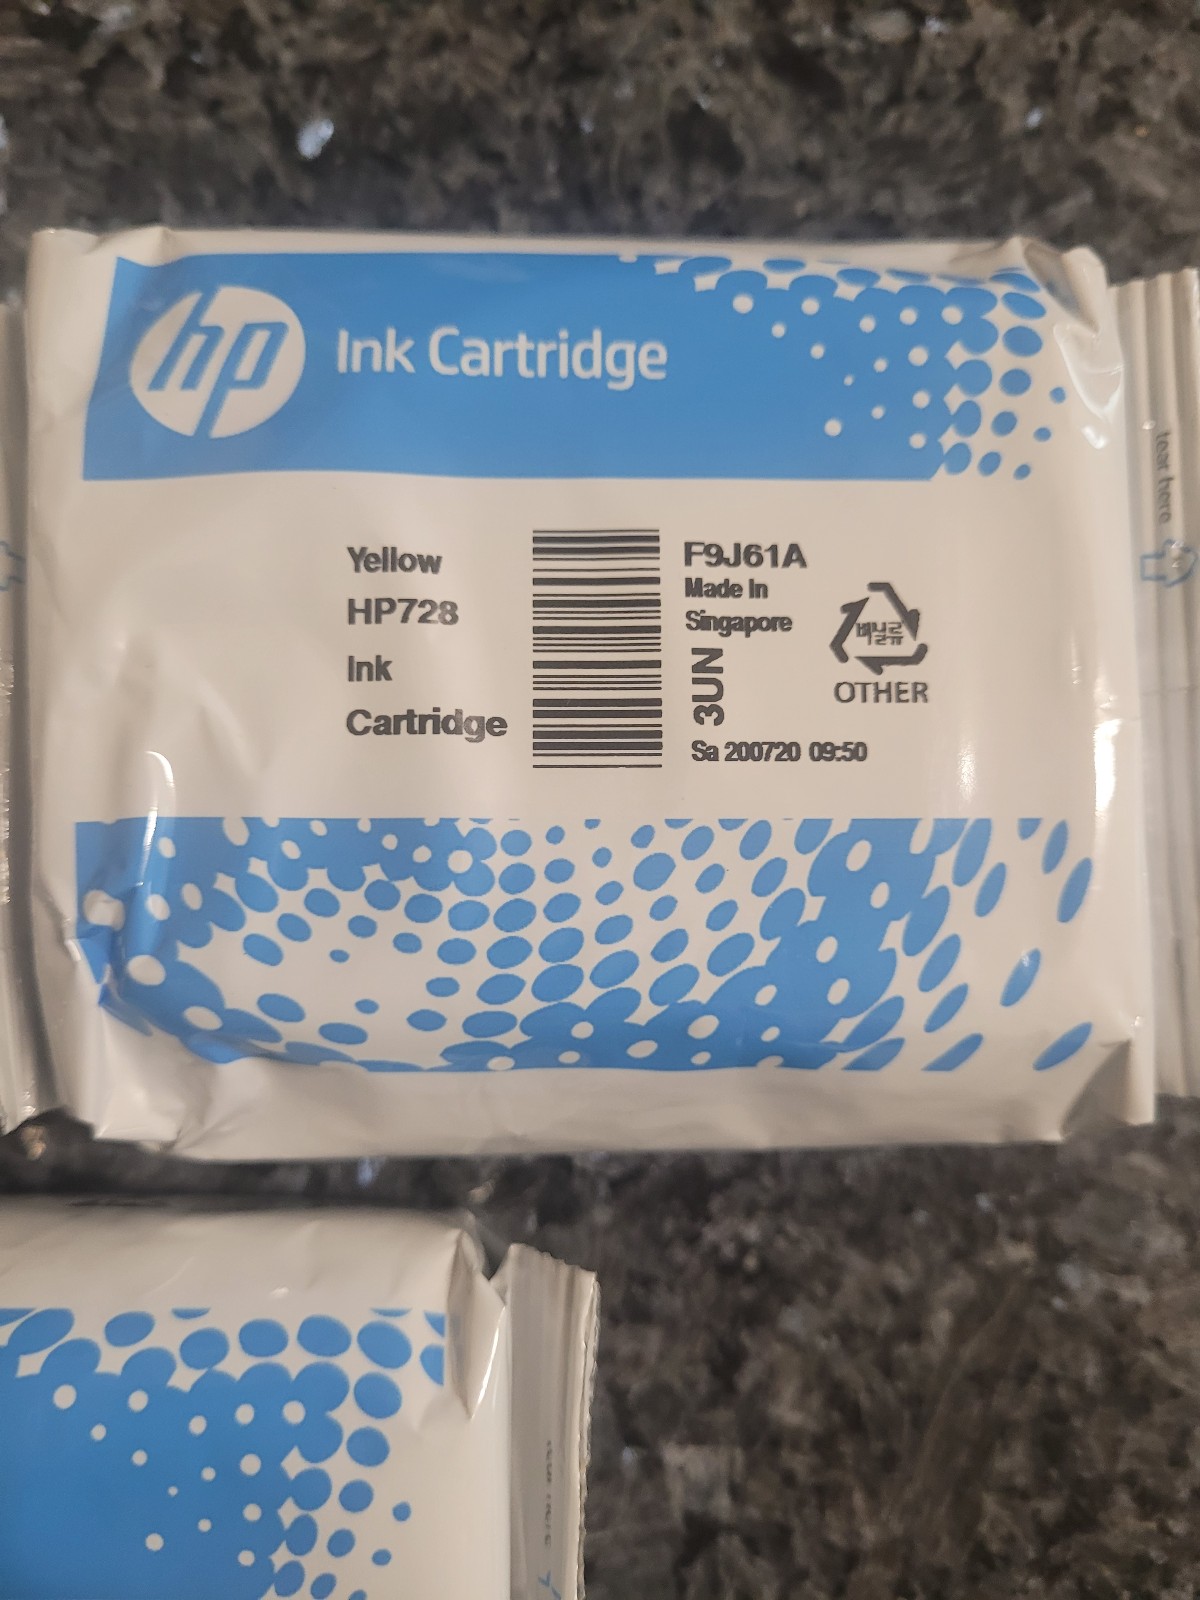 hp Ink Cartridge
Yellow
HP728
Ink
Cartridge
F9J61A
Made In
Singapore
3UN
Sa 200720 09:50
비닐류
OTHER
tear here